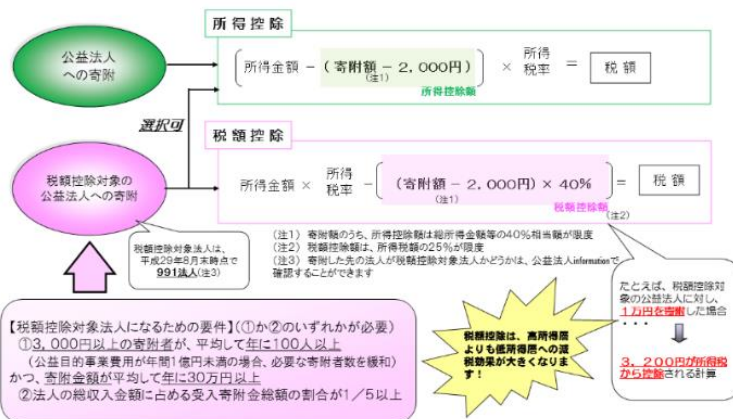 所得控除
公益法人
への寄附
所得金額 − (寄附額 − 2,000円) × 所得税率 = 税額
(注1)
所得控除額
選択可
税額控除
税額控除対象の
公益法人への寄附
所得金額 × 所得税率 − (寄附額 − 2,000円) × 40% = 税額
(注1)
税額控除額
(注2)
税額控除対象法人は、
平成29年8月末時点で
991法人(注3)
(注1) 寄附額のうち、所得控除額は総所得金額等の40%相当額が限度
(注2) 税額控除額は、所得税額の25%が限度
(注3) 寄附した先の法人が税額控除対象法人かどうかは、公益法人informationで
確認することができます
たとえば、税額控除対
象の公益法人に対し、
1万円を寄附した場合
・・・・
3,200円が所得税
から控除される計算
税額控除は、高所得層
よりも低所得層への減
税効果が大きくなりま
す!
【税額控除対象法人になるための要件】(①か②のいずれかが必要)
①3,000円以上の寄附者が、平均して年に100人以上
(公益目的事業費用が年間1億円未満の場合、必要な寄附者数を緩和)
かつ、寄附金額が平均して年に30万円以上
②法人の総収入金額に占める受入寄附金総額の割合が1/5以上